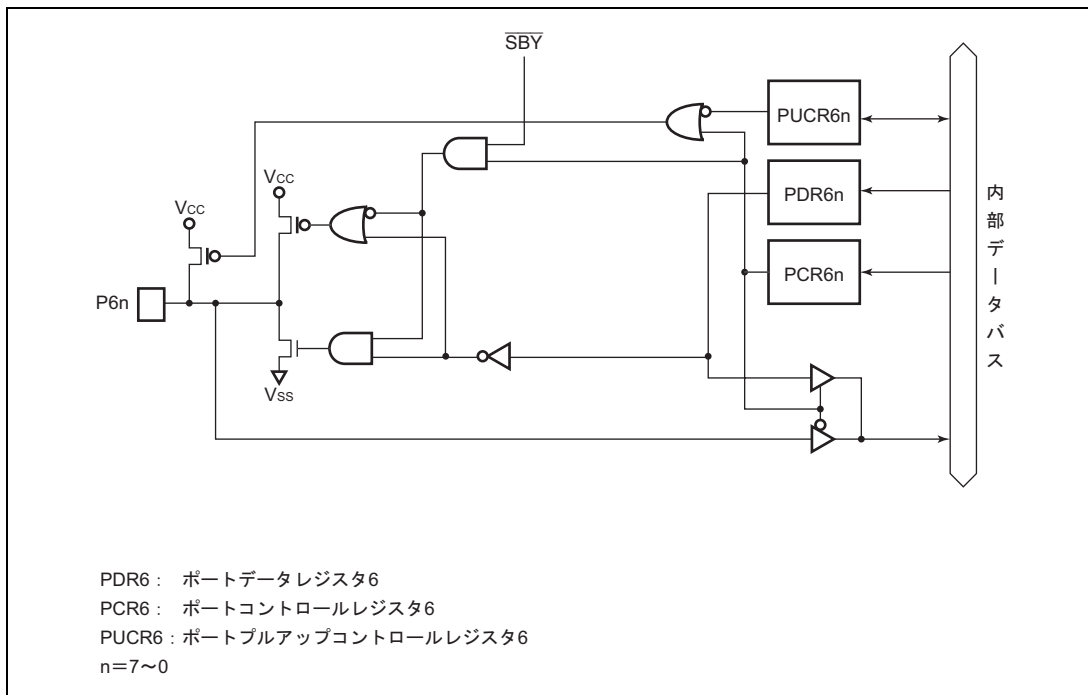 SBY
PUCR6n
PDR6n
PCR6n
VCC
VCC
P6n
VSS
内部データバス
PDR6： ポートデータレジスタ6
PCR6： ポートコントロールレジスタ6
PUCR6：ポートプルアップコントロールレジスタ6
n＝7～0